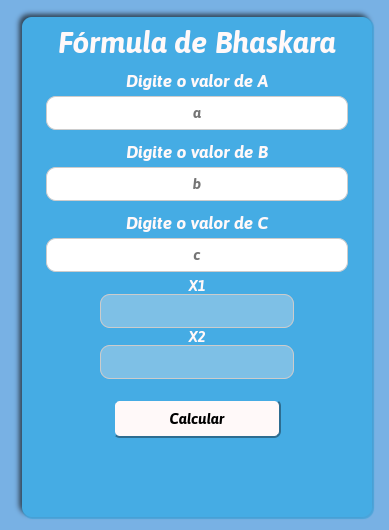 Fórmula de Bhaskara
Digite o valor de A
a
Digite o valor de B
b
Digite o valor de C
c
X1
X2
Calcular